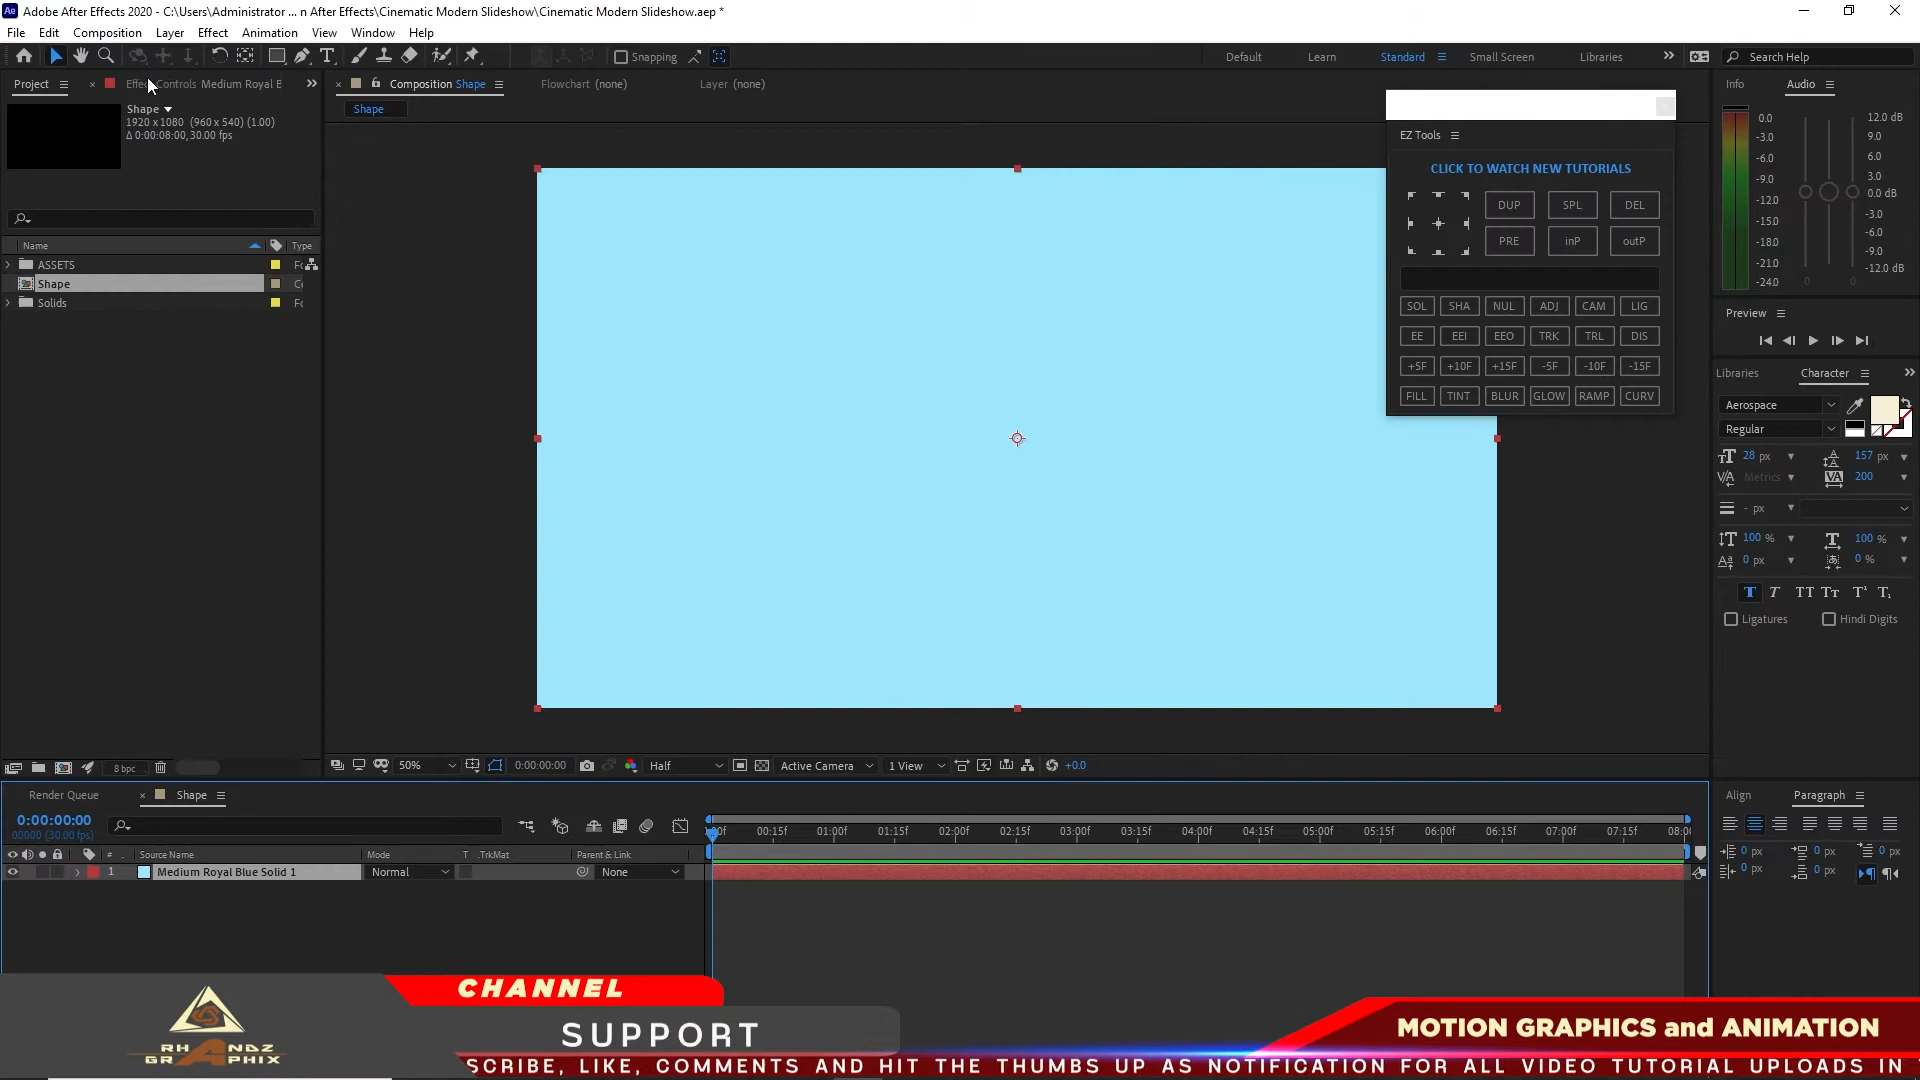 Adobe After Effects 2020 - C:\Users\Administrator ... n After Effects\Cinematic Modern Slideshow\Cinematic Modern Slideshow.aep *
File Edit Composition Layer Effect Animation View Window Help
Snapping
Default Learn Standard Small Screen Libraries Search Help
Project Controls Medium Royal
Composition Shape Flowchart (none) Layer (none)
Info Audio
Shape
1920 x 1080 (960 x 540) (1.00)
Δ 0:00:08:00, 30.00 fps
Shape
Name Type
ASSETS
Shape
Solids
EZ Tools
CLICK TO WATCH NEW TUTORIALS
DUP SPL DEL
PRE inP outP
SOL SHA NUL ADJ CAM LIG
EE EEI EEO TRK TRL DIS
+5F +10F +15F -5F -10F -15F
FILL TINT BLUR GLOW RAMP CURV
0.0
-3.0
-6.0
-9.0
-12.0
-15.0
-18.0
-21.0
-24.0
12.0 dB
9.0
6.0
3.0
0.0 dB
-3.0
-6.0
-9.0
-12.0 dB
Preview
Libraries Character
Aerospace
Regular
28 px 157 px
Metrics 200
- px
100 % 100 %
0 px 0 %
T T TT Tt T¹ T₁
Ligatures Hindi Digits
8 bpc
50% 0:00:00:00 Half Active Camera 1 View +0.0
Render Queue Shape
0:00:00:00
00000 (30.00 fps)
00:15f 01:00f 01:15f 02:00f 02:15f 03:00f 03:15f 04:00f 04:15f 05:00f 05:15f 06:00f 06:15f 07:00f 07:15f 08:0
# Source Name Mode T .TrkMat Parent & Link
1 Medium Royal Blue Solid 1 Normal None
Align Paragraph
0 px 0 px 0 px
0 px 0 px
CHANNEL
SUPPORT
RHANDZ
GRAPHIX
MOTION GRAPHICS and ANIMATION
SCRIBE, LIKE, COMMENTS AND HIT THE THUMBS UP AS NOTIFICATION FOR ALL VIDEO TUTORIAL UPLOADS IN